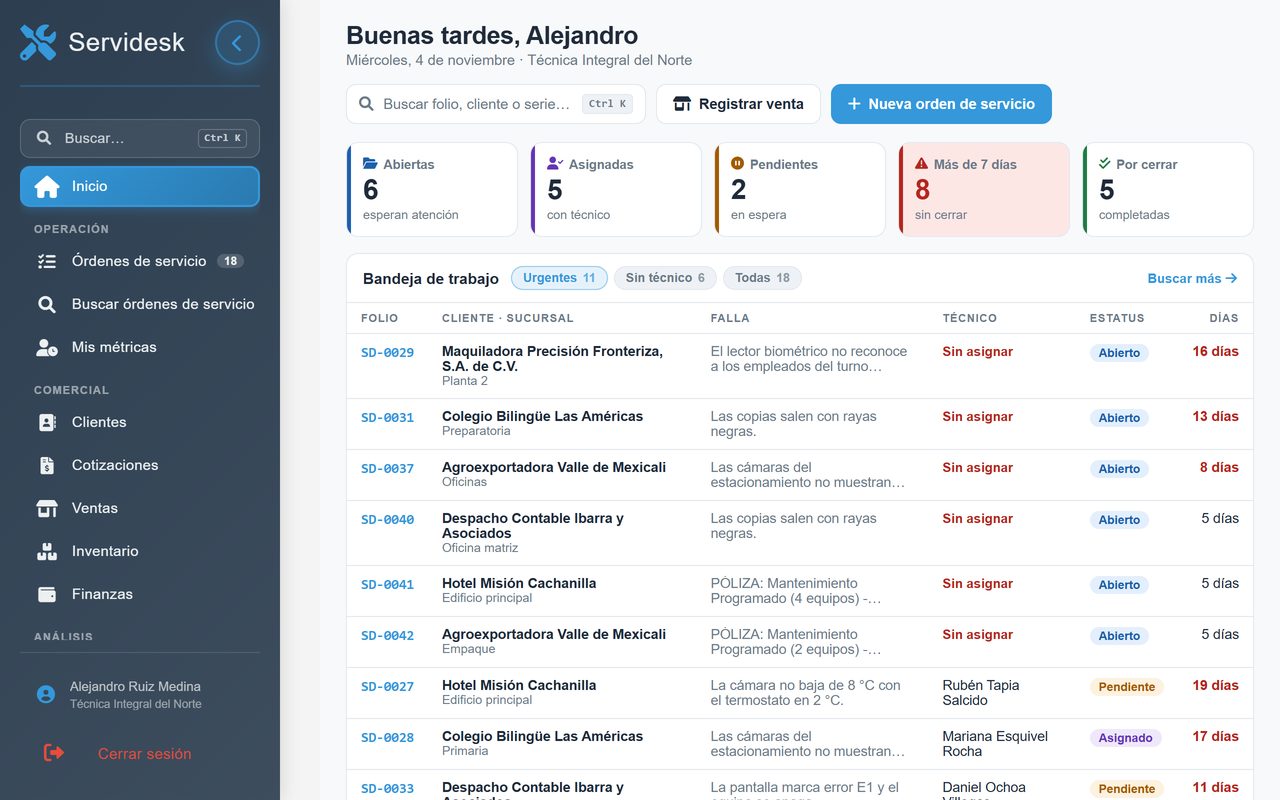 Servidesk
Buscar…
Ctrl K
Inicio
OPERACIÓN
Órdenes de servicio 18
Buscar órdenes de servicio
Mis métricas
COMERCIAL
Clientes
Cotizaciones
Ventas
Inventario
Finanzas
ANÁLISIS
Alejandro Ruiz Medina
Técnica Integral del Norte
Cerrar sesión
Buenas tardes, Alejandro
Miércoles, 4 de noviembre · Técnica Integral del Norte
Buscar folio, cliente o serie… Ctrl K
Registrar venta
Nueva orden de servicio
Abiertas
6
esperan atención
Asignadas
5
con técnico
Pendientes
2
en espera
Más de 7 días
8
sin cerrar
Por cerrar
5
completadas
Bandeja de trabajo
Urgentes 11
Sin técnico 6
Todas 18
Buscar más →
FOLIO CLIENTE · SUCURSAL FALLA TÉCNICO ESTATUS DÍAS
SD-0029
Maquiladora Precisión Fronteriza,
S.A. de C.V.
Planta 2
El lector biométrico no reconoce
a los empleados del turno…
Sin asignar
Abierto
16 días
SD-0031
Colegio Bilingüe Las Américas
Preparatoria
Las copias salen con rayas
negras.
Sin asignar
Abierto
13 días
SD-0037
Agroexportadora Valle de Mexicali
Oficinas
Las cámaras del
estacionamiento no muestran…
Sin asignar
Abierto
8 días
SD-0040
Despacho Contable Ibarra y
Asociados
Oficina matriz
Las copias salen con rayas
negras.
Sin asignar
Abierto
5 días
SD-0041
Hotel Misión Cachanilla
Edificio principal
PÓLIZA: Mantenimiento
Programado (4 equipos) -…
Sin asignar
Abierto
5 días
SD-0042
Agroexportadora Valle de Mexicali
Empaque
PÓLIZA: Mantenimiento
Programado (2 equipos) -…
Sin asignar
Abierto
5 días
SD-0027
Hotel Misión Cachanilla
Edificio principal
La cámara no baja de 8 °C con
el termostato en 2 °C.
Rubén Tapia
Salcido
Pendiente
19 días
SD-0028
Colegio Bilingüe Las Américas
Primaria
Las cámaras del
estacionamiento no muestran…
Mariana Esquivel
Rocha
Asignado
17 días
SD-0033
Despacho Contable Ibarra y
La pantalla marca error E1 y el
Daniel Ochoa
Pendiente
11 días